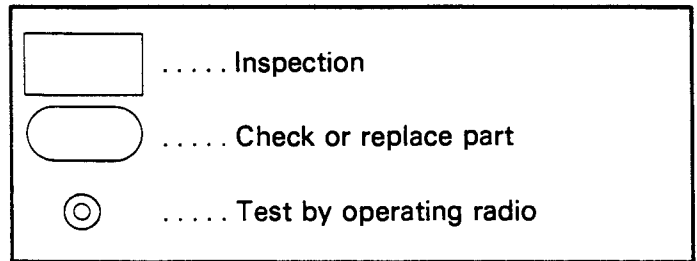 ..... Inspection
..... Check or replace part
..... Test by operating radio